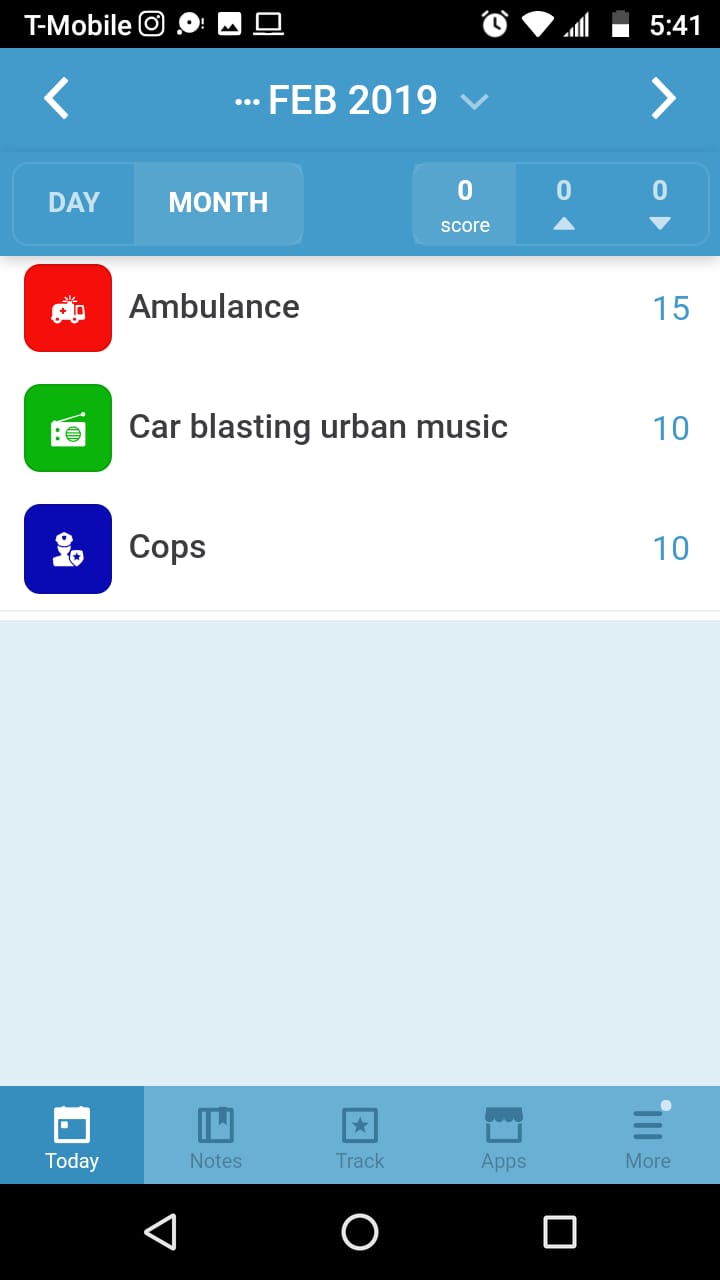 T-Mobile 5:41
··· FEB 2019
DAY MONTH 0 0 0
score
Ambulance 15
Car blasting urban music 10
Cops 10
Today Notes Track Apps More